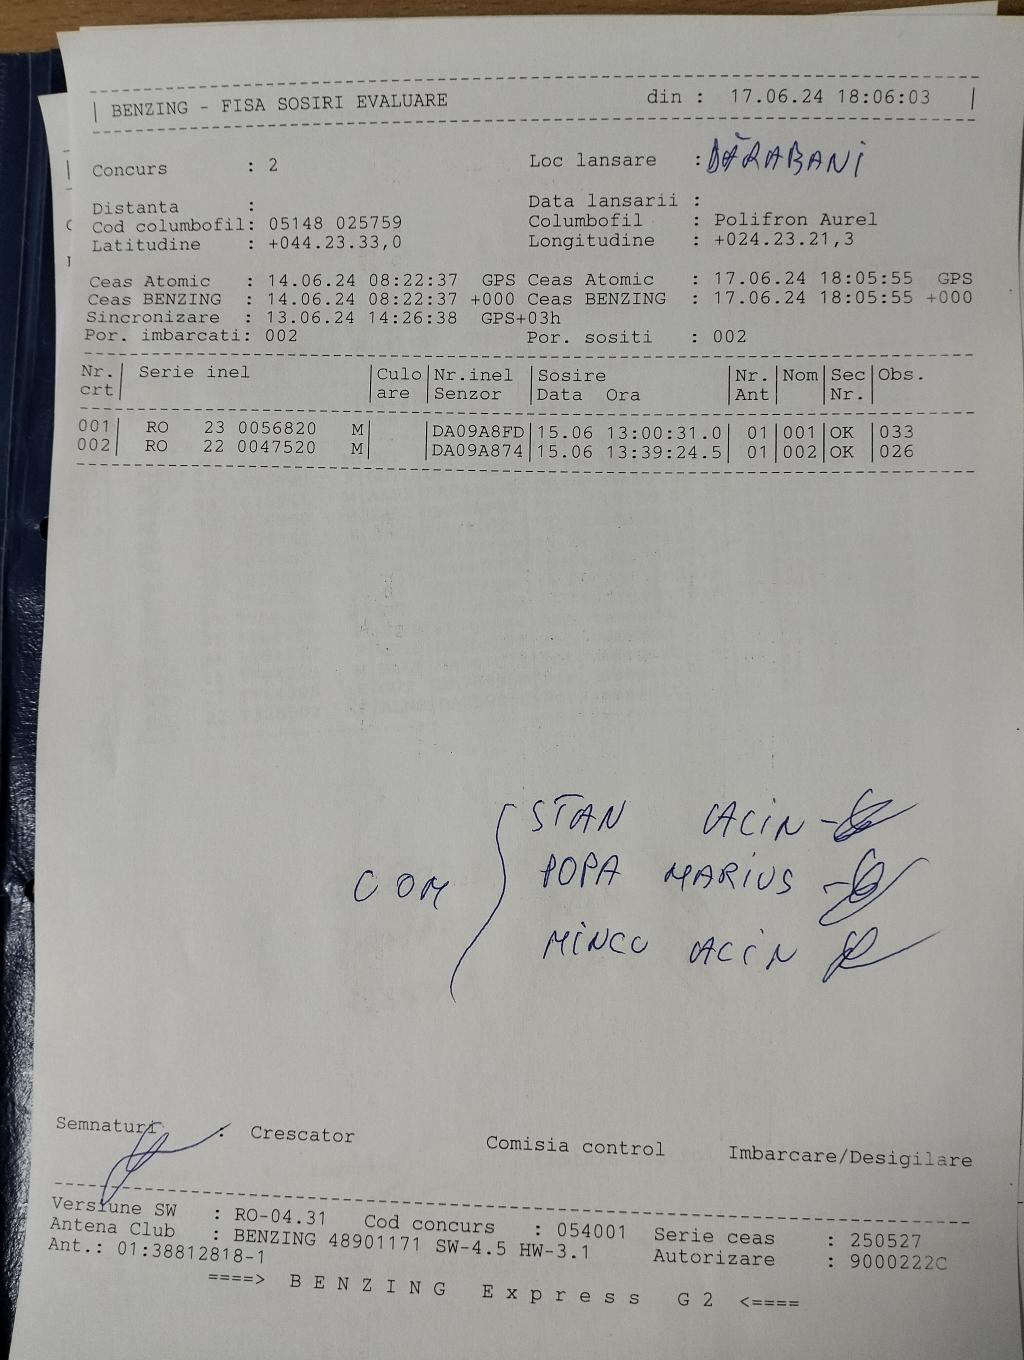 | BENZING - FISA SOSIRI EVALUARE din : 17.06.24 18:06:03 |
Concurs : 2 Loc lansare : DĂRABANI
Distanta : Data lansarii :
Cod columbofil: 05148 025759 Columbofil : Polifron Aurel
Latitudine : +044.23.33,0 Longitudine : +024.23.21,3
Ceas Atomic : 14.06.24 08:22:37 GPS Ceas Atomic : 17.06.24 18:05:55 GPS
Ceas BENZING : 14.06.24 08:22:37 +000 Ceas BENZING : 17.06.24 18:05:55 +000
Sincronizare : 13.06.24 14:26:38 GPS+03h
Por. imbarcati: 002 Por. sositi : 002
Nr.| Serie inel |Culo|Nr.inel |Sosire |Nr.|Nom|Sec|Obs.
crt| |are |Senzor |Data Ora |Ant| |Nr.|
001| RO 23 0056820 M| |DA09A8FD|15.06 13:00:31.0| 01|001|OK |033
002| RO 22 0047520 M| |DA09A874|15.06 13:39:24.5| 01|002|OK |026
STAN
COM POPA MARIUS
MINCU
Semnaturi : Crescator Comisia control Imbarcare/Desigilare
Versiune SW : RO-04.31 Cod concurs : 054001 Serie ceas : 250527
Antena Club : BENZING 48901171 SW-4.5 HW-3.1 Autorizare : 9000222C
Ant.: 01:38812818-1
====> B E N Z I N G E x p r e s s G 2 <====